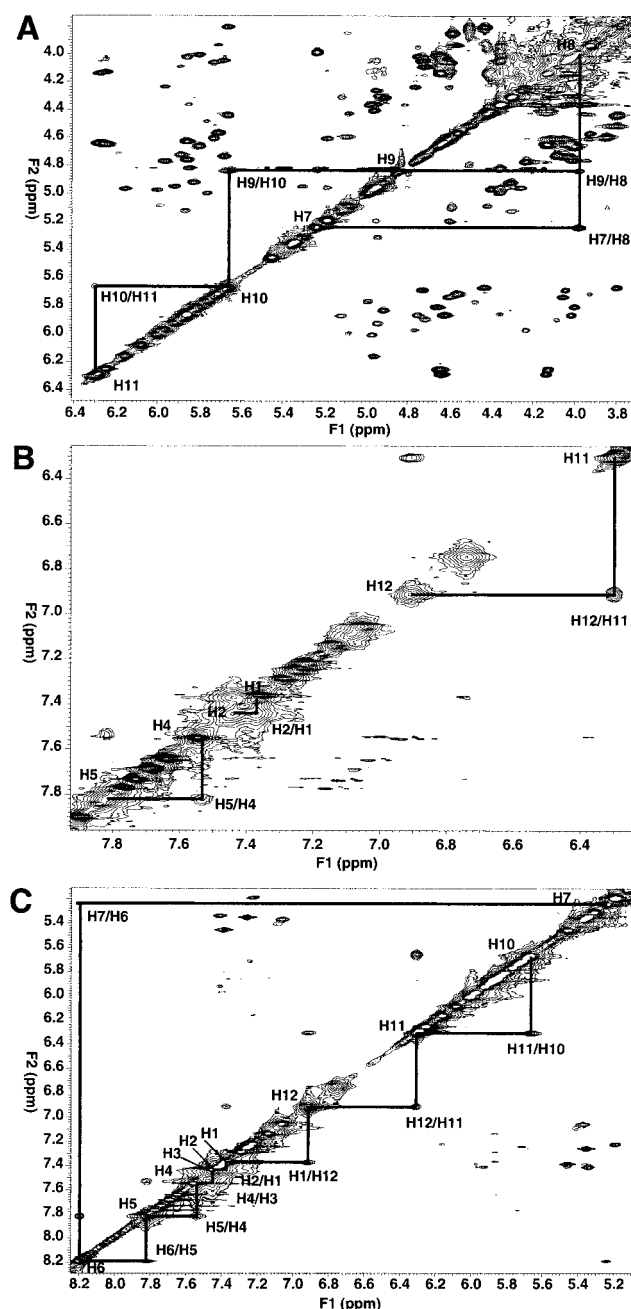 A
4.0
4.2
4.4
4.6
4.8
5.0
5.2
5.4
5.6
5.8
6.0
6.2
6.4
F2 (ppm)
H8
H9
H9/H10
H9/H8
H7
H7/H8
H10/H11
H10
H11
6.4 6.2 6.0 5.8 5.6 5.4 5.2 5.0 4.8 4.6 4.4 4.2 4.0 3.8
F1 (ppm)
B
6.4
6.6
6.8
7.0
7.2
7.4
7.6
7.8
F2 (ppm)
H11
H12
H12/H11
H1
H2
H2/H1
H4
H5
H5/H4
7.8 7.6 7.4 7.2 7.0 6.8 6.6 6.4
F1 (ppm)
C
5.2
5.4
5.6
5.8
6.0
6.2
6.4
6.6
6.8
7.0
7.2
7.4
7.6
7.8
8.0
8.2
F2 (ppm)
H7/H6
H7
H10
H11
H11/H10
H12
H12/H11
H1
H2
H3
H4
H2/H1
H1/H12
H4/H3
H5
H5/H4
H6/H5
H6
8.2 8.0 7.8 7.6 7.4 7.2 7.0 6.8 6.6 6.4 6.2 6.0 5.8 5.6 5.4 5.2
F1 (ppm)